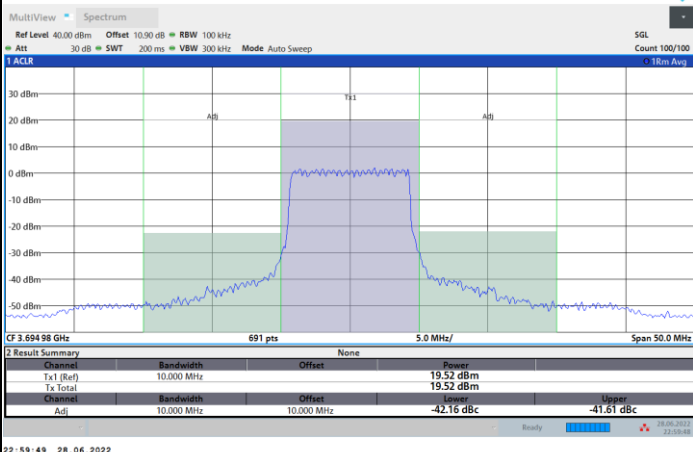 MultiView Spectrum
Ref Level 40.00 dBm Offset 10.90 dB RBW 100 kHz SGL
Att 30 dB SWT 200 ms VBW 300 kHz Mode Auto Sweep Count 100/100
1 ACLR 1Rm Avg
Tx1
Adj Adj
30 dBm
20 dBm
10 dBm
0 dBm
-10 dBm
-20 dBm
-30 dBm
-40 dBm
-50 dBm
CF 3.694 98 GHz 691 pts 5.0 MHz/ Span 50.0 MHz
2 Result Summary None
Channel Bandwidth Offset Power
Tx1 (Ref) 10.000 MHz 19.52 dBm
Tx Total 19.52 dBm
Channel Bandwidth Offset Lower Upper
Adj 10.000 MHz 10.000 MHz -42.16 dBc -41.61 dBc
Ready 28.06.2022
22:59:48
22:59:49 28.06.2022